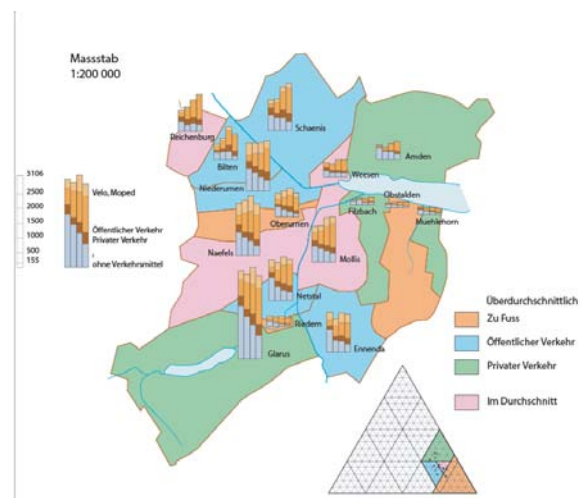 Massstab
1:200 000
Schaenis
Reichenburg
Bilten
Amden
Weesen
Niederurnen
Obstalden
Filzbach
Muehlehorn
Oberurnen
Naefels
Mollis
Netstal
Riedern
Glarus
Ennenda
3106
2500
2000
1500
1000
500
155
Velo, Moped
Öffentlicher Verkehr
Privater Verkehr
ohne Verkehrsmittel
Überdurchschnittlich
Zu Fuss
Öffentlicher Verkehr
Privater Verkehr
Im Durchschnitt